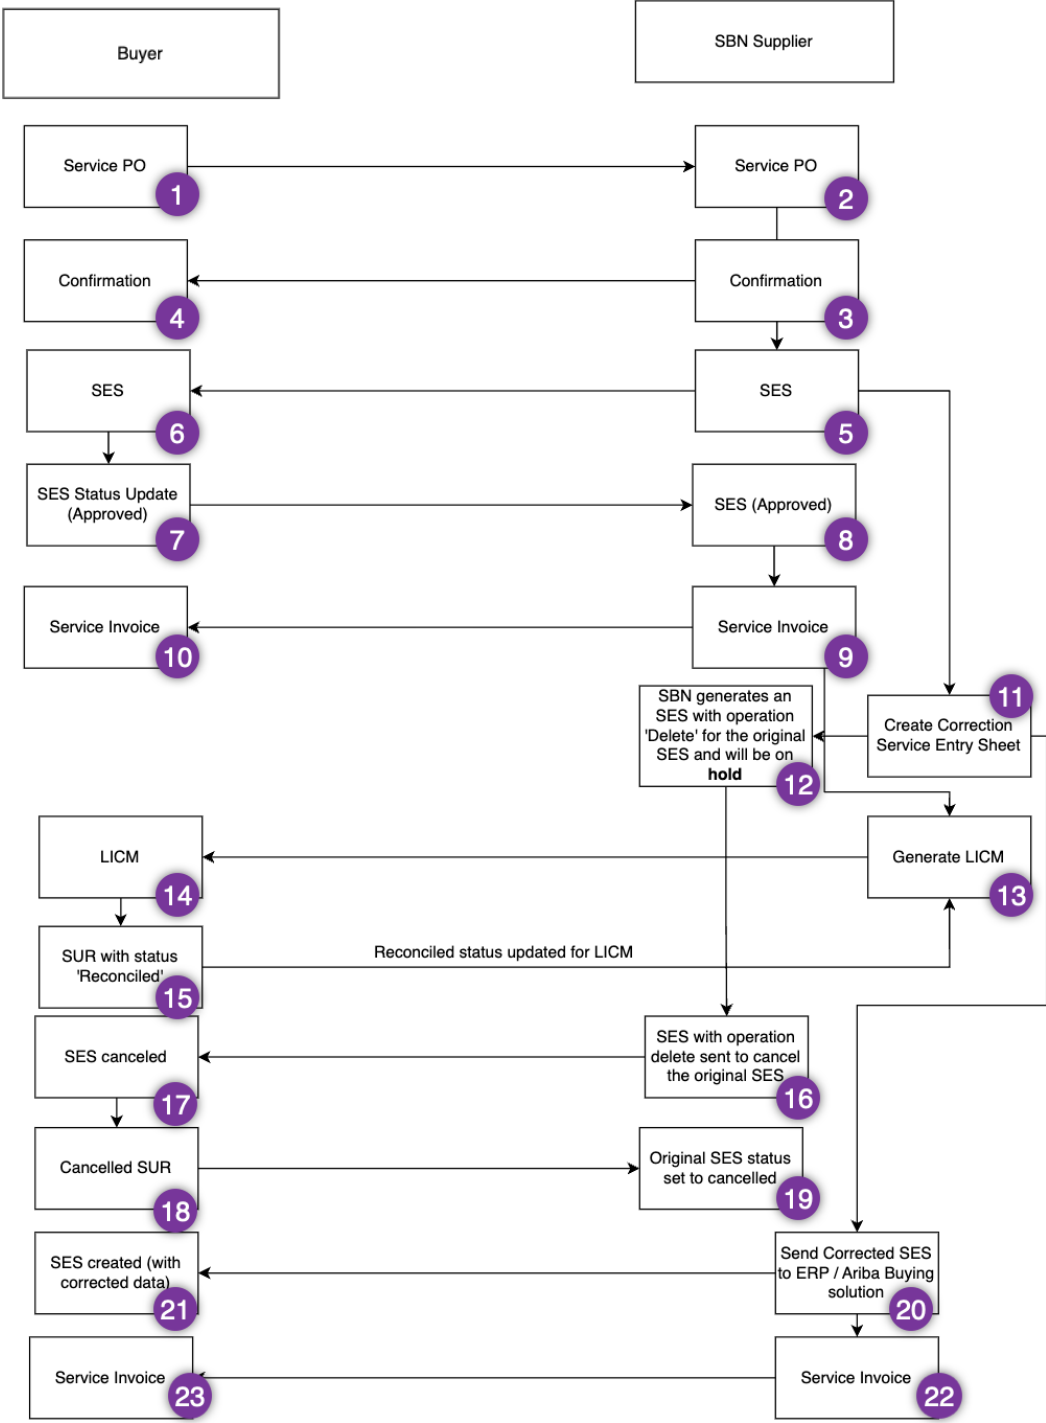 Buyer
SBN Supplier
Service PO
1
Service PO
2
Confirmation
4
Confirmation
3
SES
6
SES
5
SES Status Update
(Approved)
7
SES (Approved)
8
Service Invoice
10
Service Invoice
9
11
Create Correction
Service Entry Sheet
SBN generates an
SES with operation
'Delete' for the original
SES and will be on
hold
12
LICM
14
Generate LICM
13
SUR with status
'Reconciled'
15
Reconciled status updated for LICM
SES canceled
17
SES with operation
delete sent to cancel
the original SES
16
Cancelled SUR
18
Original SES status
set to cancelled
19
SES created (with
corrected data)
21
Send Corrected SES
to ERP / Ariba Buying
solution
20
Service Invoice
23
Service Invoice
22